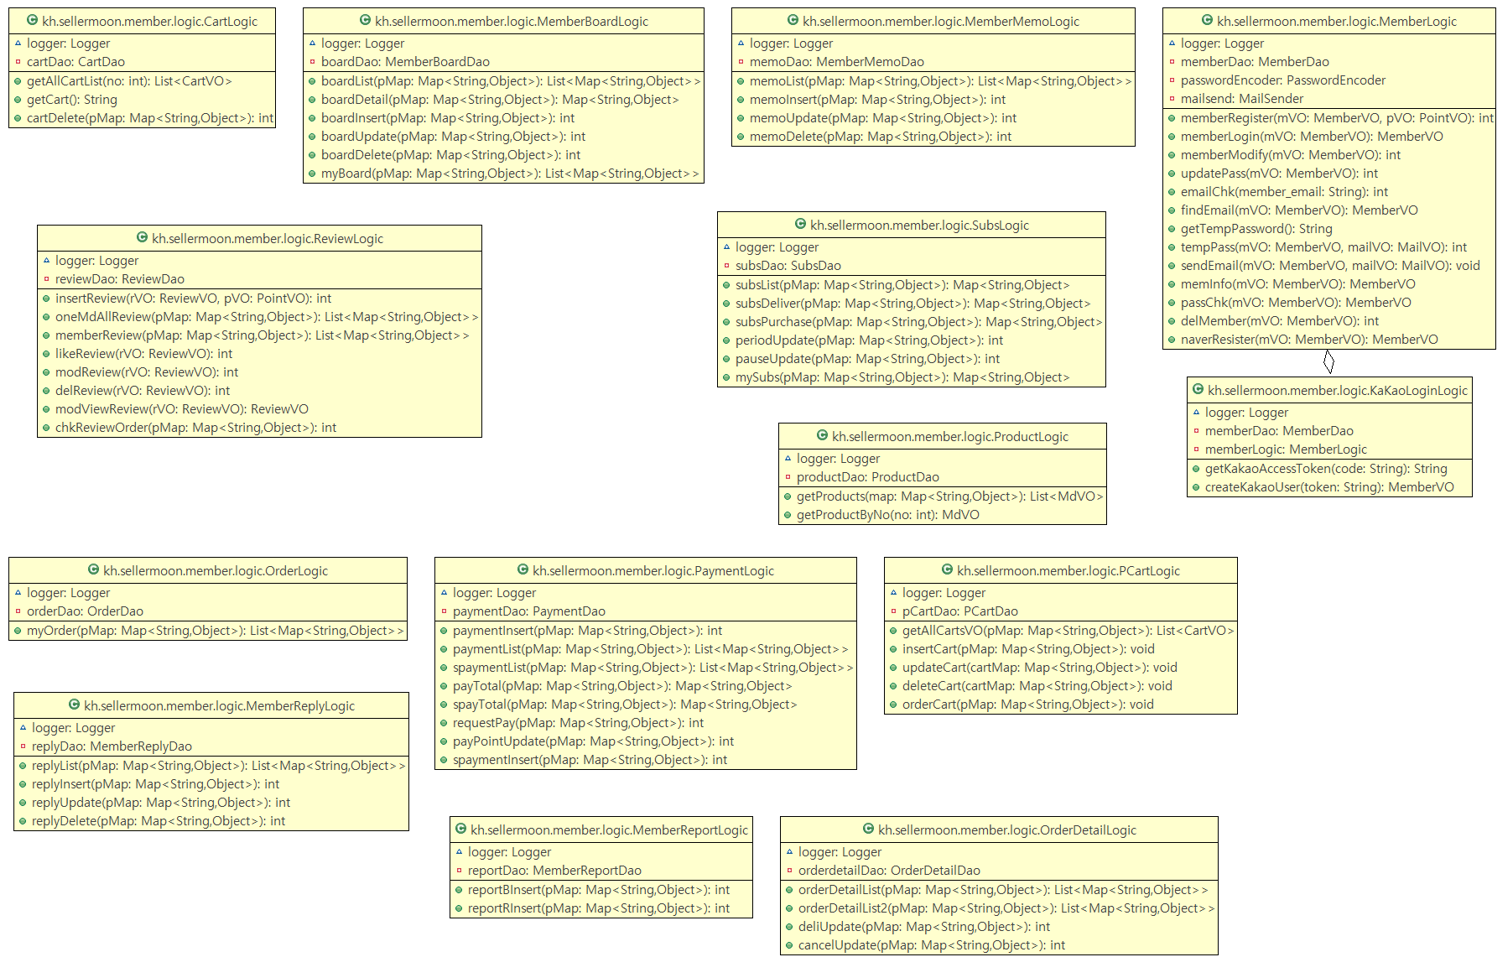 kh.sellermoon.member.logic.CartLogic
logger: Logger
cartDao: CartDao
getAllCartList(no: int): List<CartVO>
getCart(): String
cartDelete(pMap: Map<String,Object>): int
kh.sellermoon.member.logic.MemberBoardLogic
logger: Logger
boardDao: MemberBoardDao
boardList(pMap: Map<String,Object>): List<Map<String,Object>>
boardDetail(pMap: Map<String,Object>): Map<String,Object>
boardInsert(pMap: Map<String,Object>): int
boardUpdate(pMap: Map<String,Object>): int
boardDelete(pMap: Map<String,Object>): int
myBoard(pMap: Map<String,Object>): List<Map<String,Object>>
kh.sellermoon.member.logic.MemberMemoLogic
logger: Logger
memoDao: MemberMemoDao
memoList(pMap: Map<String,Object>): List<Map<String,Object>>
memoInsert(pMap: Map<String,Object>): int
memoUpdate(pMap: Map<String,Object>): int
memoDelete(pMap: Map<String,Object>): int
kh.sellermoon.member.logic.MemberLogic
logger: Logger
memberDao: MemberDao
passwordEncoder: PasswordEncoder
mailsend: MailSender
memberRegister(mVO: MemberVO, pVO: PointVO): int
memberLogin(mVO: MemberVO): MemberVO
memberModify(mVO: MemberVO): int
updatePass(mVO: MemberVO): int
emailChk(member_email: String): int
findEmail(mVO: MemberVO): MemberVO
getTempPassword(): String
tempPass(mVO: MemberVO, mailVO: MailVO): int
sendEmail(mVO: MemberVO, mailVO: MailVO): void
memInfo(mVO: MemberVO): MemberVO
passChk(mVO: MemberVO): MemberVO
delMember(mVO: MemberVO): int
naverResister(mVO: MemberVO): MemberVO
kh.sellermoon.member.logic.ReviewLogic
logger: Logger
reviewDao: ReviewDao
insertReview(rVO: ReviewVO, pVO: PointVO): int
oneMdAllReview(pMap: Map<String,Object>): List<Map<String,Object>>
memberReview(pMap: Map<String,Object>): List<Map<String,Object>>
likeReview(rVO: ReviewVO): int
modReview(rVO: ReviewVO): int
delReview(rVO: ReviewVO): int
modViewReview(rVO: ReviewVO): ReviewVO
chkReviewOrder(pMap: Map<String,Object>): int
kh.sellermoon.member.logic.SubsLogic
logger: Logger
subsDao: SubsDao
subsList(pMap: Map<String,Object>): Map<String,Object>
subsDeliver(pMap: Map<String,Object>): Map<String,Object>
subsPurchase(pMap: Map<String,Object>): Map<String,Object>
periodUpdate(pMap: Map<String,Object>): int
pauseUpdate(pMap: Map<String,Object>): int
mySubs(pMap: Map<String,Object>): Map<String,Object>
kh.sellermoon.member.logic.KaKaoLoginLogic
logger: Logger
memberDao: MemberDao
memberLogic: MemberLogic
getKakaoAccessToken(code: String): String
createKakaoUser(token: String): MemberVO
kh.sellermoon.member.logic.ProductLogic
logger: Logger
productDao: ProductDao
getProducts(map: Map<String,Object>): List<MdVO>
getProductByNo(no: int): MdVO
kh.sellermoon.member.logic.OrderLogic
logger: Logger
orderDao: OrderDao
myOrder(pMap: Map<String,Object>): List<Map<String,Object>>
kh.sellermoon.member.logic.PaymentLogic
logger: Logger
paymentDao: PaymentDao
paymentInsert(pMap: Map<String,Object>): int
paymentList(pMap: Map<String,Object>): List<Map<String,Object>>
spaymentList(pMap: Map<String,Object>): List<Map<String,Object>>
payTotal(pMap: Map<String,Object>): Map<String,Object>
spayTotal(pMap: Map<String,Object>): Map<String,Object>
requestPay(pMap: Map<String,Object>): int
payPointUpdate(pMap: Map<String,Object>): int
spaymentInsert(pMap: Map<String,Object>): int
kh.sellermoon.member.logic.PCartLogic
logger: Logger
pCartDao: PCartDao
getAllCartsVO(pMap: Map<String,Object>): List<CartVO>
insertCart(pMap: Map<String,Object>): void
updateCart(cartMap: Map<String,Object>): void
deleteCart(cartMap: Map<String,Object>): void
orderCart(pMap: Map<String,Object>): void
kh.sellermoon.member.logic.MemberReplyLogic
logger: Logger
replyDao: MemberReplyDao
replyList(pMap: Map<String,Object>): List<Map<String,Object>>
replyInsert(pMap: Map<String,Object>): int
replyUpdate(pMap: Map<String,Object>): int
replyDelete(pMap: Map<String,Object>): int
kh.sellermoon.member.logic.MemberReportLogic
logger: Logger
reportDao: MemberReportDao
reportBInsert(pMap: Map<String,Object>): int
reportRInsert(pMap: Map<String,Object>): int
kh.sellermoon.member.logic.OrderDetailLogic
logger: Logger
orderdetailDao: OrderDetailDao
orderDetailList(pMap: Map<String,Object>): List<Map<String,Object>>
orderDetailList2(pMap: Map<String,Object>): List<Map<String,Object>>
deliUpdate(pMap: Map<String,Object>): int
cancelUpdate(pMap: Map<String,Object>): int